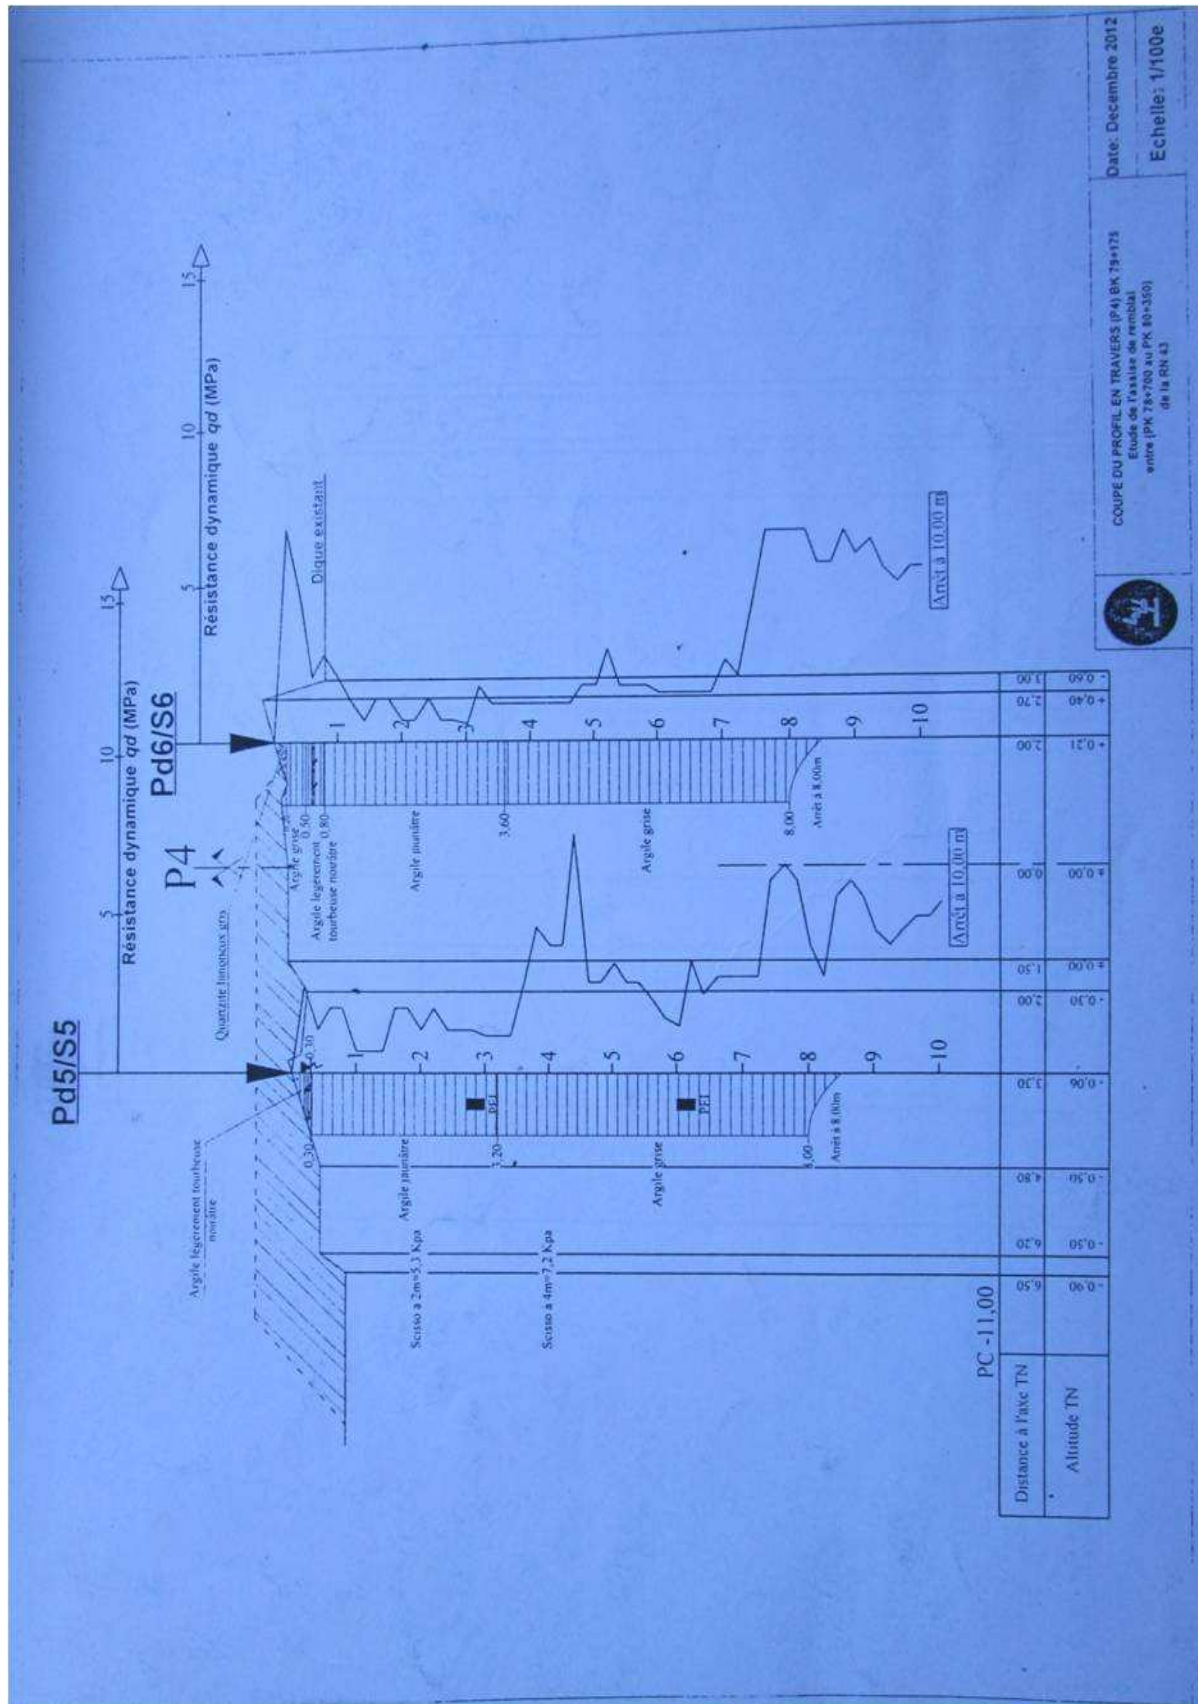 Pd5/S5
Pd6/S6
P4
5
10
15
Résistance dynamique qd (MPa)
5
10
15
Résistance dynamique qd (MPa)
Quartzite limoneux gris
Dique existant
Argile légèrement tourbeuse
noirâtre
Argile grise
Argile légèrement
tourbeuse noirâtre
0,30
0,30
0,50
0,80
1
2
3
4
5
6
7
8
9
10
1
2
3
4
5
6
7
8
9
10
Argile jaunâtre
Argile jaunâtre
Scisso à 2m=5,3 Kpa
Scisso à 4m=7,2 Kpa
PEI
PEI
3,20
3,60
Argile grise
Argile grise
8,00
8,00
Arrêt à 8,00m
Arrêt à 8,00m
Arrêt à 10,00 m
Arrêt à 10,00 m
PC -11,00
Distance à l'axe TN
6,50
6,20
4,80
3,30
2,00
1,50
0,00
2,00
2,70
3,00
Altitude TN
- 0,90
- 0,50
- 0,50
- 0,06
- 0,30
± 0,00
± 0,00
+ 0,21
+ 0,40
- 0,60
COUPE DU PROFIL EN TRAVERS (P4) BK 79+175
Etude de l'assise de remblai
entre (PK 78+700 au PK 80+350)
de la RN 43
Date: Decembre 2012
Echelle: 1/100e